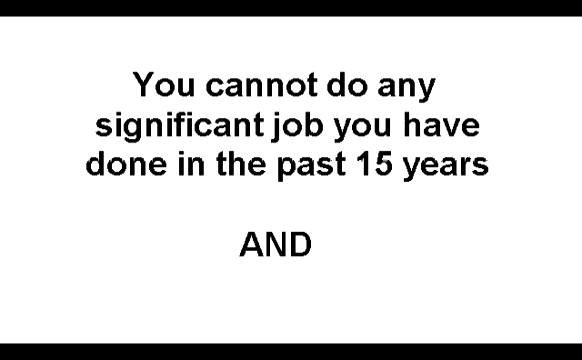 You cannot do any
significant job you have
done in the past 15 years
AND